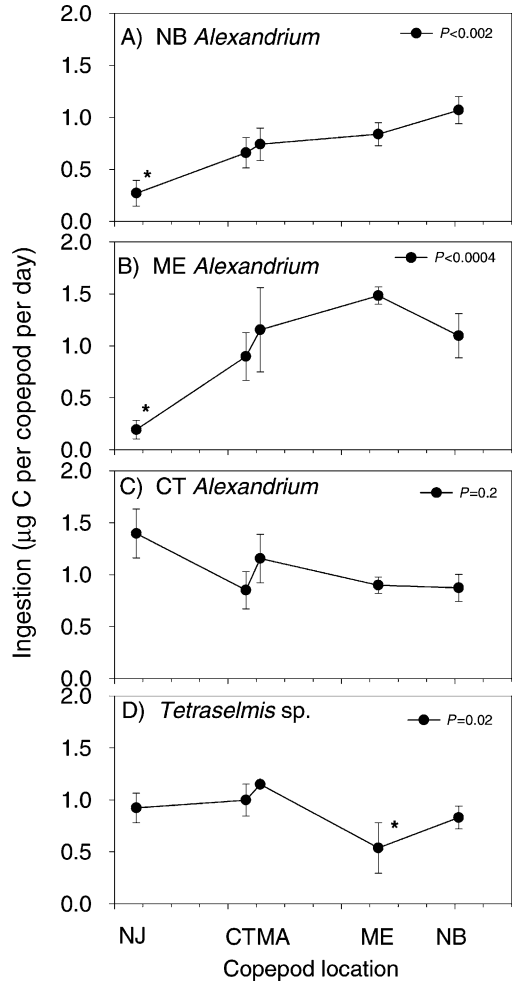 2.0
A) NB Alexandrium
P<0.002
1.5
1.0
*
0.5
0.0
2.0
B) ME Alexandrium
P<0.0004
1.5
1.0
0.5
*
0.0
2.0
C) CT Alexandrium
P=0.2
1.5
1.0
0.5
0.0
2.0
D) Tetraselmis sp.
P=0.02
1.5
1.0
*
0.5
0.0
Ingestion (µg C per copepod per day)
NJ CTMA ME NB
Copepod location